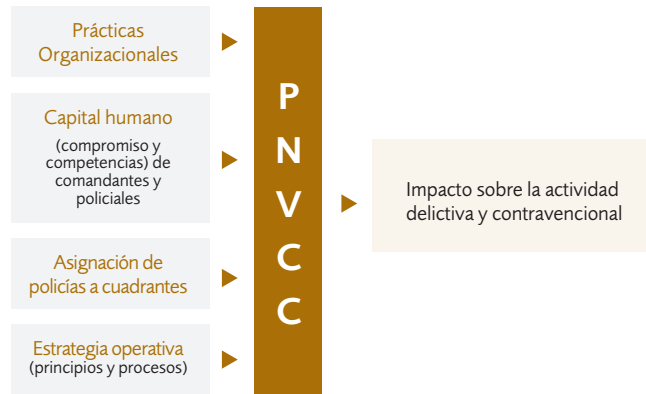 Prácticas
Organizacionales
Capital humano
(compromiso y
competencias) de
comandantes y
policiales
Asignación de
policías a cuadrantes
Estrategia operativa
(principios y procesos)
P
N
V
C
C
Impacto sobre la actividad
delictiva y contravencional